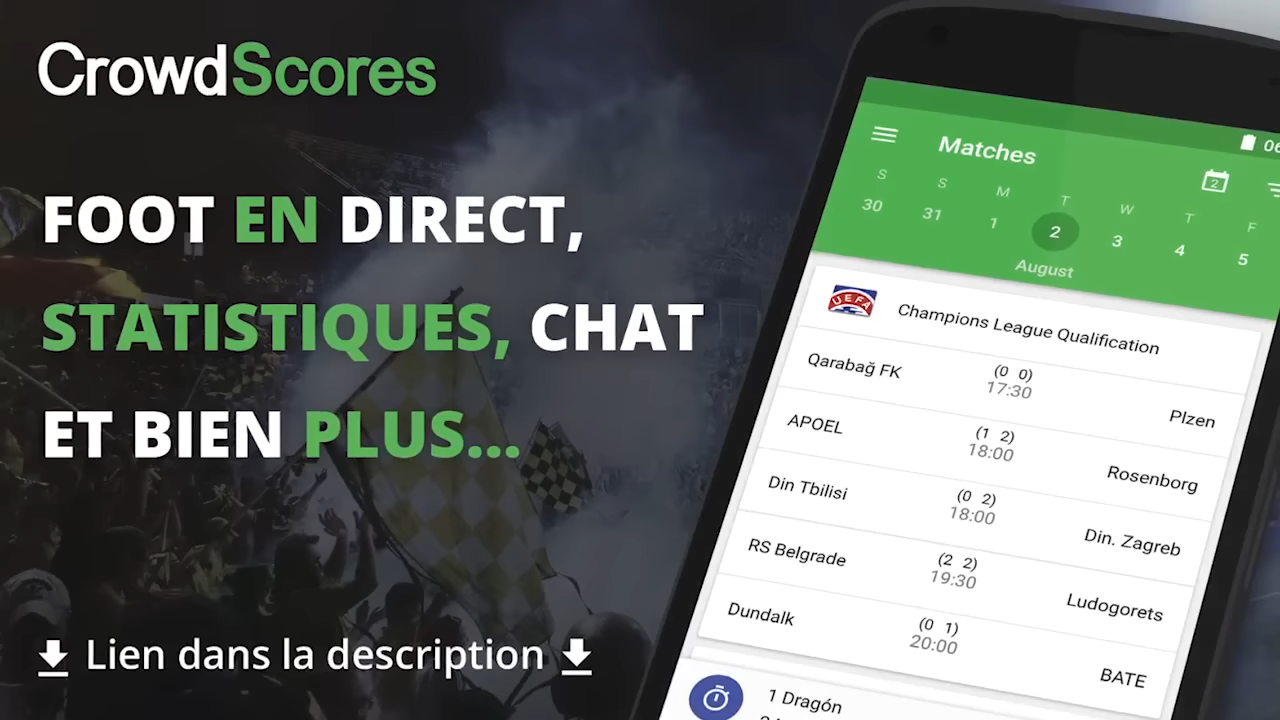 CrowdScores
FOOT EN DIRECT,
STATISTIQUES, CHAT
ET BIEN PLUS...
Lien dans la description
Matches
2
S S M T W T F
30 31 1 2 3 4 5
August
UEFA
Champions League Qualification
Qarabağ FK (0 0) 17:30 Plzen
APOEL (1 2) 18:00 Rosenborg
Din Tbilisi (0 2) 18:00 Din. Zagreb
RS Belgrade (2 2) 19:30 Ludogorets
Dundalk (0 1) 20:00 BATE
1 Dragón